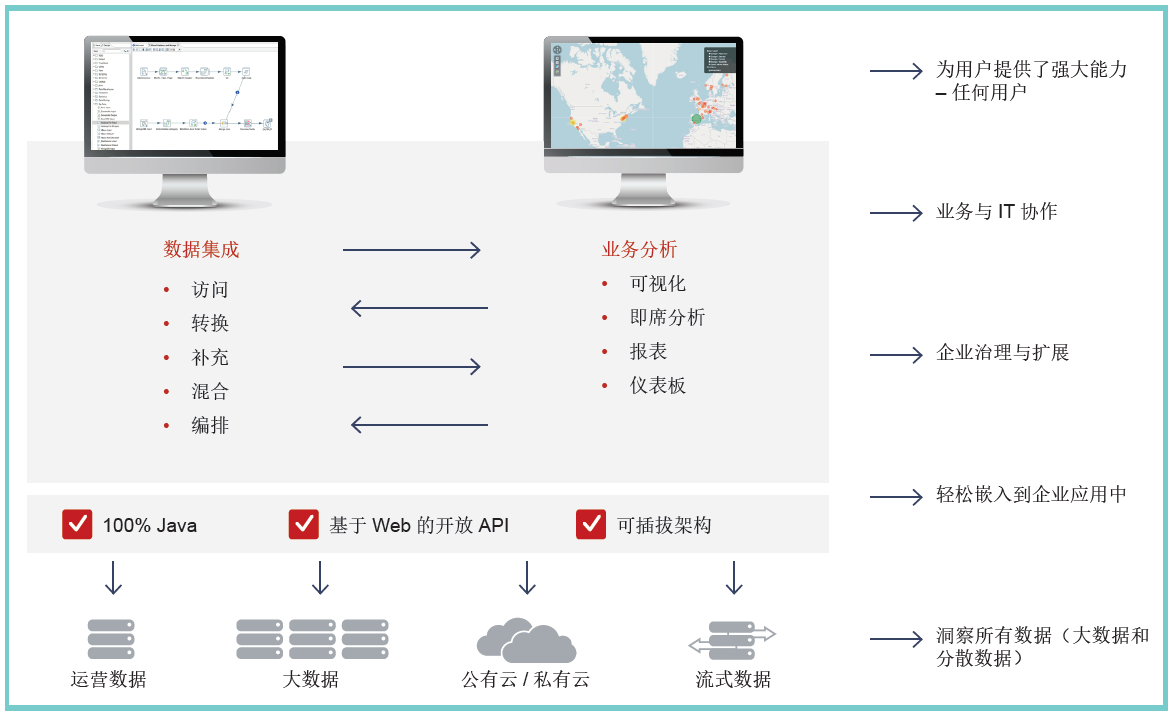 数据集成
• 访问
• 转换
• 补充
• 混合
• 编排
业务分析
• 可视化
• 即席分析
• 报表
• 仪表板
100% Java
基于 Web 的开放 API
可插拔架构
运营数据
大数据
公有云 / 私有云
流式数据
为用户提供了强大能力
– 任何用户
业务与 IT 协作
企业治理与扩展
轻松嵌入到企业应用中
洞察所有数据（大数据和
分散数据）